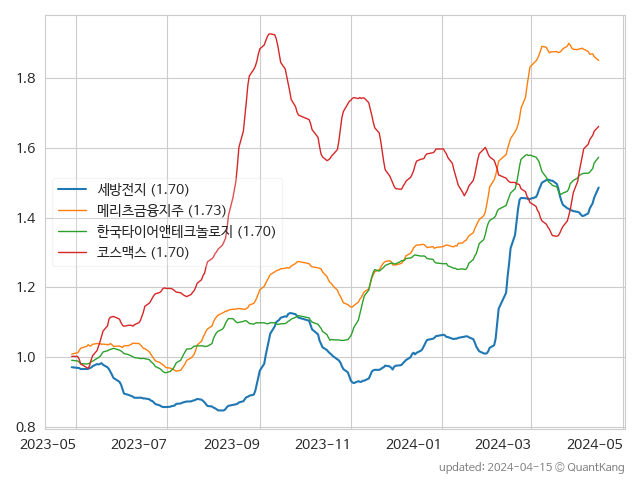 1.8
1.6
1.4
1.2
1.0
0.8
세방전지 (1.70)
메리츠금융지주 (1.73)
한국타이어앤테크놀로지 (1.70)
코스맥스 (1.70)
2023-05 2023-07 2023-09 2023-11 2024-01 2024-03 2024-05
updated: 2024-04-15 © QuantKang